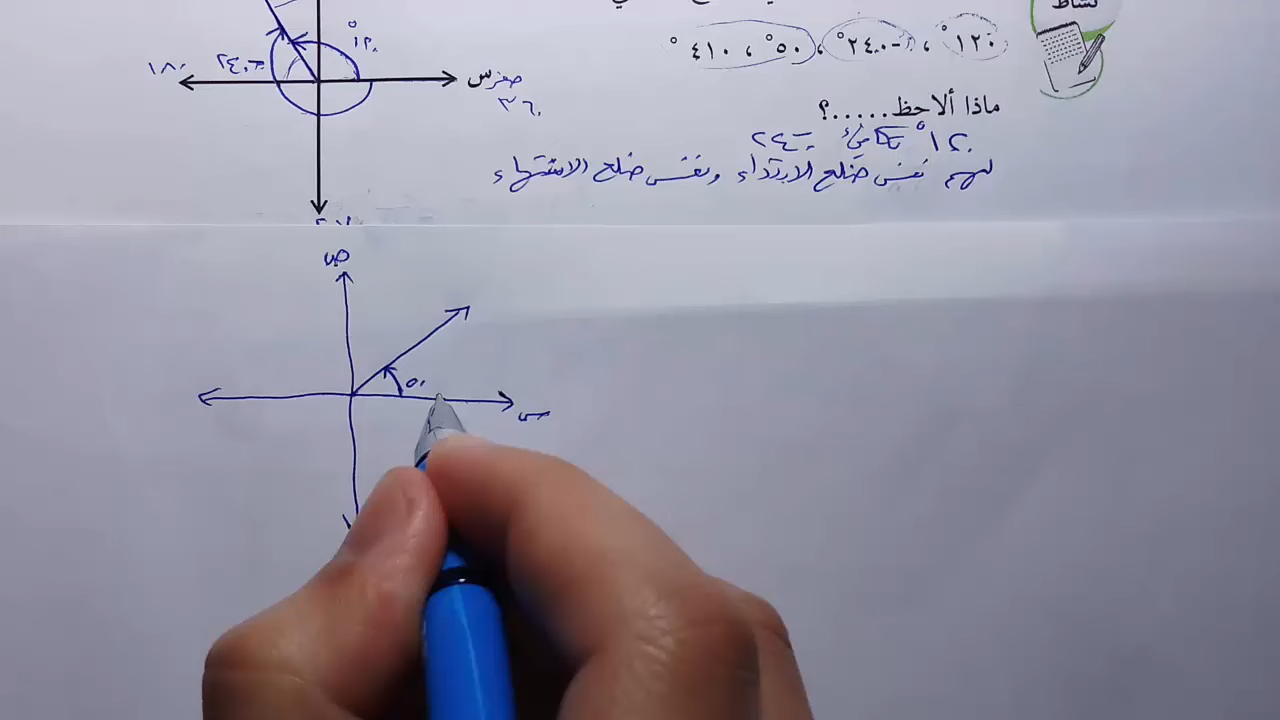 نشاط
١٢٠° ، -٢٤٠° ، ٥٠° ، ٤١٠°
ماذا ألاحظ.....؟
١٢٠° تكافئ -٢٤٠
لهم نفس ضلع الابتداء ونفس ضلع الانتهاء
١٢٠°
-٢٤٠
١٨٠
صفر س
٣٦٠
ص
٥٠
س